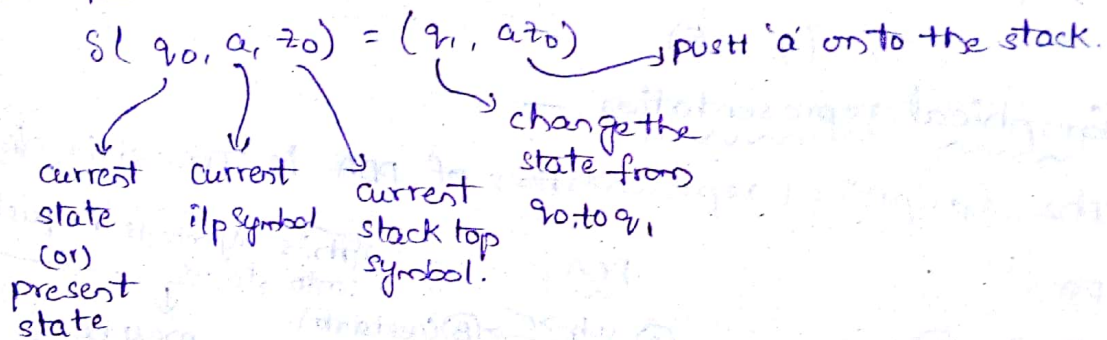 δ( q0, a, z0) = (q1, az0) → push 'a' onto the stack.
change the
state from
q0 to q1
current
state
(or)
present
state
current
i/p symbol
current
stack top
symbol.